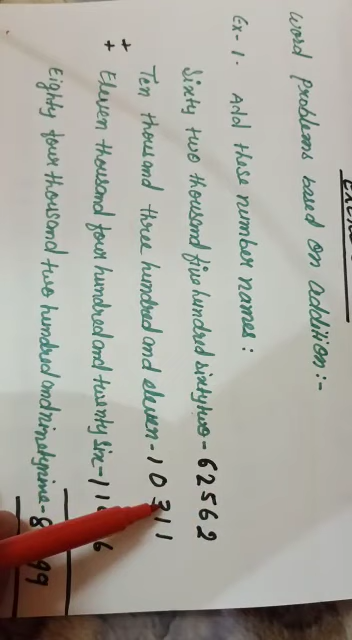 word problems based on addition:-
Ex-1. Add these number names:
Sixty two thousand five hundred sixty two - 62562
Ten thousand three hundred and eleven - 10311
+
+ Eleven thousand four hundred and twenty six - 11
Eighty four thousand two hundred and ninety nine - 8 99